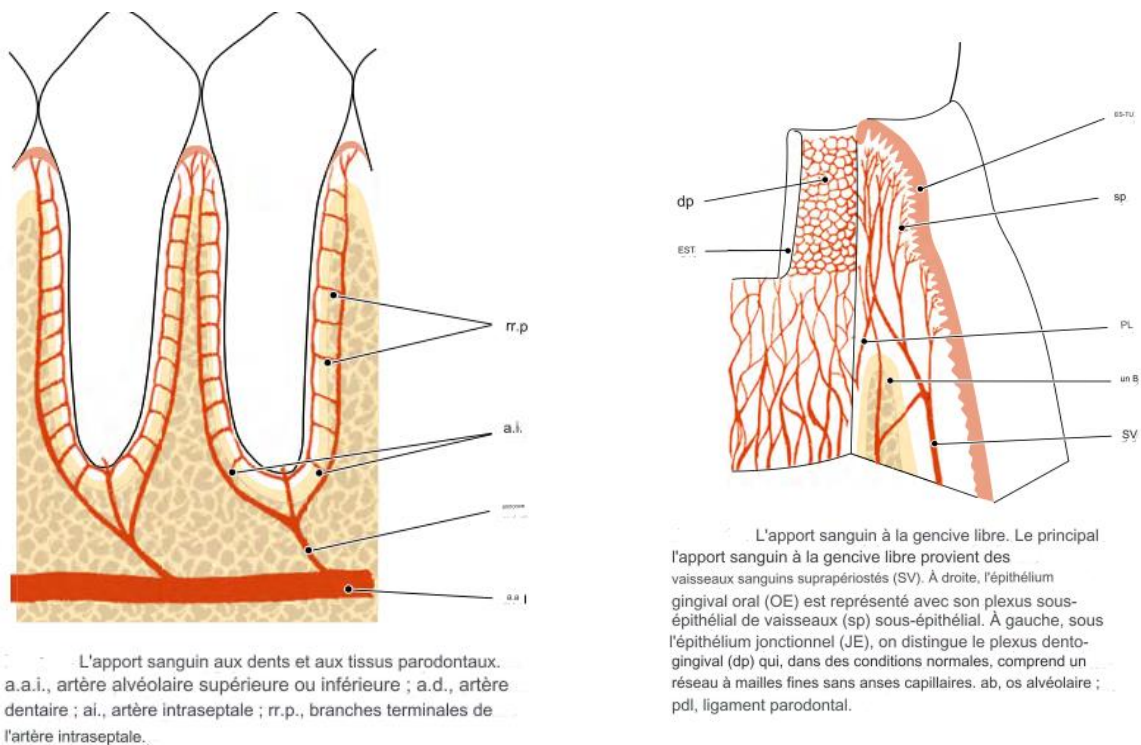 rr.p
a.i.
a.a
L'apport sanguin aux dents et aux tissus parodontaux.
a.a.i., artère alvéolaire supérieure ou inférieure ; a.d., artère
dentaire ; ai., artère intraseptale ; rr.p., branches terminales de
l'artère intraseptale.
dp
EST
sp
PL
un B
SV
L'apport sanguin à la gencive libre. Le principal
l'apport sanguin à la gencive libre provient des
vaisseaux sanguins suprapériostés (SV). À droite, l'épithélium
gingival oral (OE) est représenté avec son plexus sous-
épithélial de vaisseaux (sp) sous-épithélial. À gauche, sous
l'épithélium jonctionnel (JE), on distingue le plexus dento-
gingival (dp) qui, dans des conditions normales, comprend un
réseau à mailles fines sans anses capillaires. ab, os alvéolaire ;
pdl, ligament parodontal.